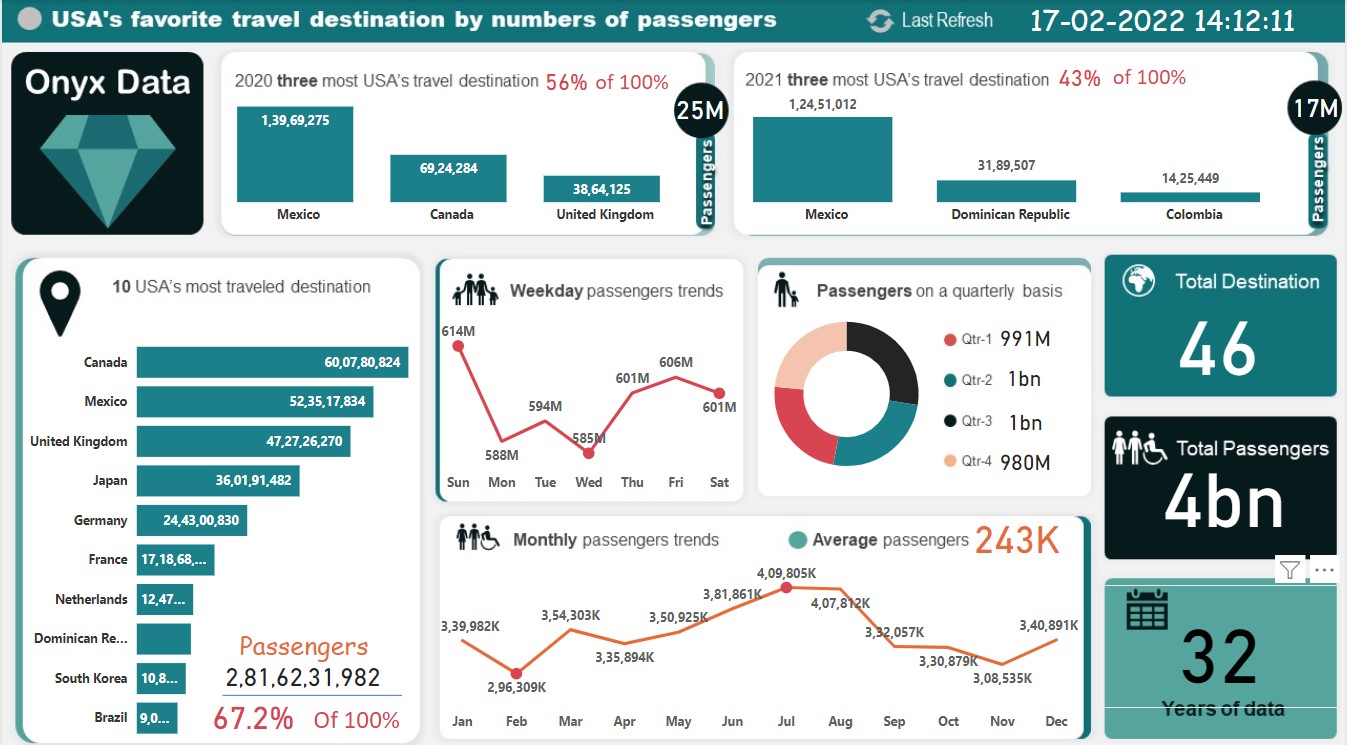 USA's favorite travel destination by numbers of passengers
Last Refresh
17-02-2022 14:12:11
Onyx Data
2020 three most USA's travel destination 56% of 100%
1,39,69,275
69,24,284
38,64,125
Mexico
Canada
United Kingdom
25M
Passengers
2021 three most USA's travel destination 43% of 100%
1,24,51,012
31,89,507
14,25,449
Mexico
Dominican Republic
Colombia
17M
Passengers
10 USA's most traveled destination
Canada 60,07,80,824
Mexico 52,35,17,834
United Kingdom 47,27,26,270
Japan 36,01,91,482
Germany 24,43,00,830
France 17,18,68,...
Netherlands 12,47...
Dominican Re...
South Korea 10,8...
Brazil 9,0...
Passengers
2,81,62,31,982
67.2% Of 100%
Weekday passengers trends
614M
588M
594M
585M
601M
606M
601M
Sun Mon Tue Wed Thu Fri Sat
Passengers on a quarterly basis
Qtr-1 991M
Qtr-2 1bn
Qtr-3 1bn
Qtr-4 980M
Monthly passengers trends
Average passengers 243K
3,39,982K
2,96,309K
3,54,303K
3,35,894K
3,50,925K
3,81,861K
4,09,805K
4,07,812K
3,32,057K
3,30,879K
3,08,535K
3,40,891K
Jan Feb Mar Apr May Jun Jul Aug Sep Oct Nov Dec
Total Destination
46
Total Passengers
4bn
32
Years of data